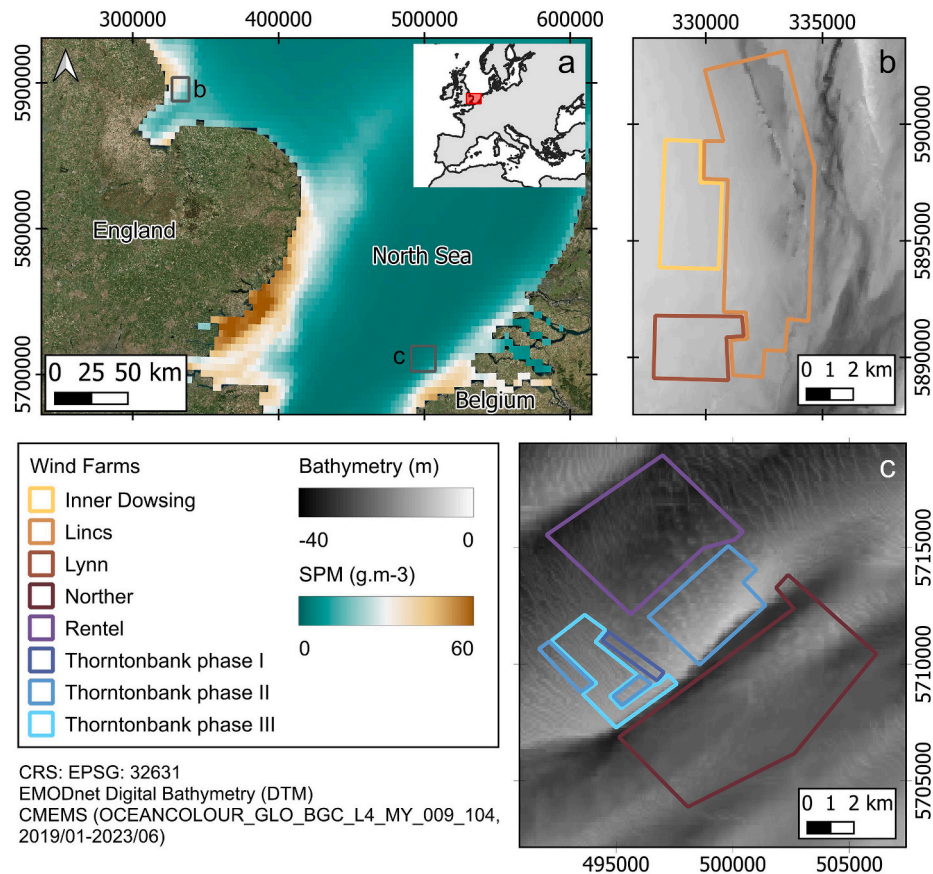 300000
400000
500000
600000
330000
335000
a
b
b
5900000
5800000
5700000
England
North Sea
c
Belgium
0 25 50 km
5900000
5895000
5890000
0 1 2 km
Wind Farms
Inner Dowsing
Lincs
Lynn
Norther
Rentel
Thorntonbank phase I
Thorntonbank phase II
Thorntonbank phase III
Bathymetry (m)
-40 0
SPM (g.m-3)
0 60
CRS: EPSG: 32631
EMODnet Digital Bathymetry (DTM)
CMEMS (OCEANCOLOUR_GLO_BGC_L4_MY_009_104,
2019/01-2023/06)
c
5715000
5710000
5705000
0 1 2 km
495000
500000
505000